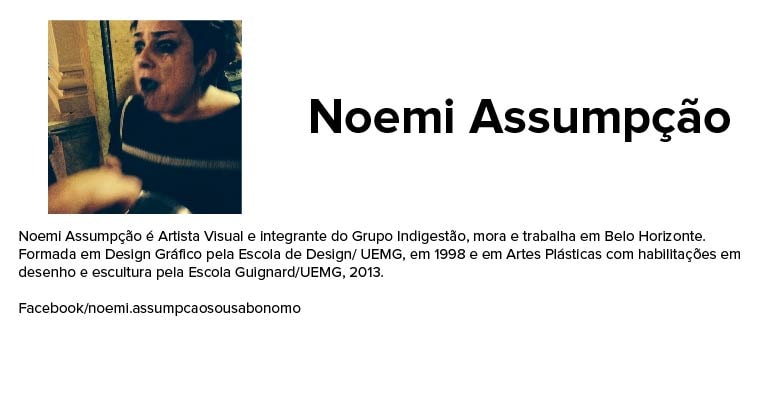 Noemi Assumpção
Noemi Assumpção é Artista Visual e integrante do Grupo Indigestão, mora e trabalha em Belo Horizonte.
Formada em Design Gráfico pela Escola de Design/ UEMG, em 1998 e em Artes Plásticas com habilitações em
desenho e escultura pela Escola Guignard/UEMG, 2013.
Facebook/noemi.assumpcaosousabonomo